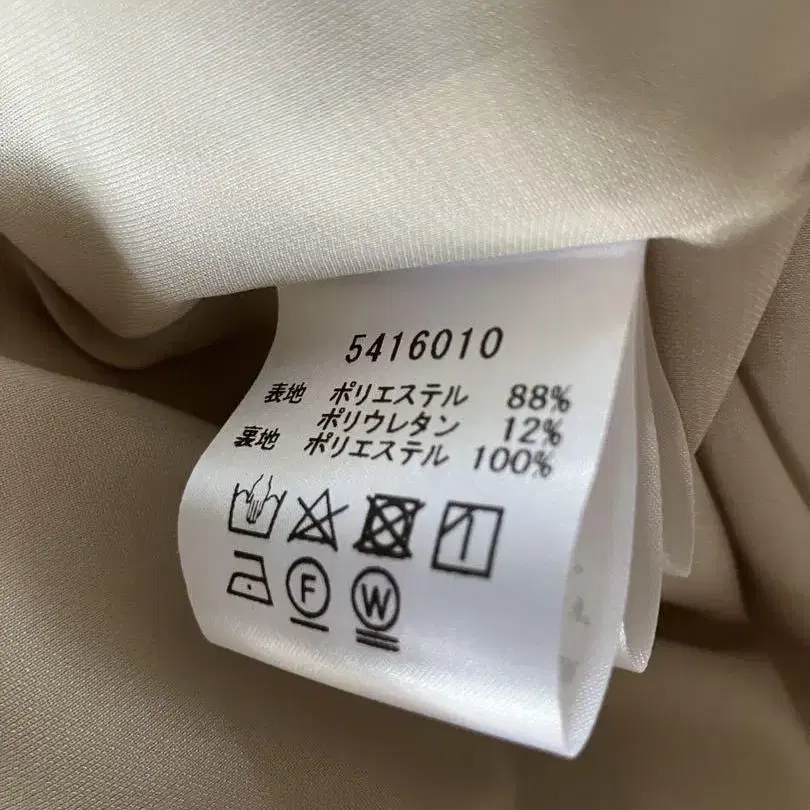 5416010
表地 ポリエステル 88%
ポリウレタン 12%
裏地 ポリエステル 100%
F W